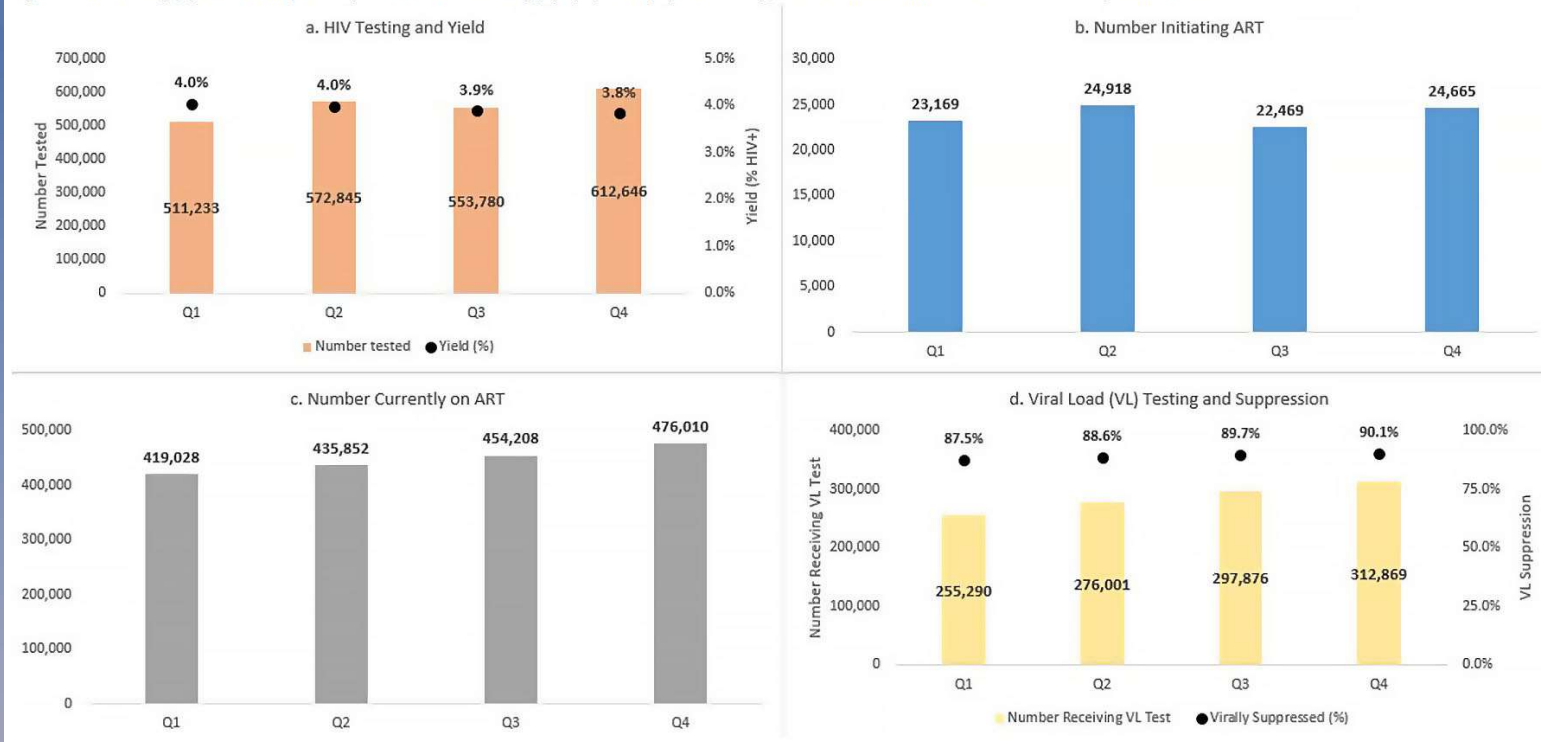 a. HIV Testing and Yield
700,000
600,000
500,000
400,000
300,000
200,000
100,000
0
Number Tested
5.0%
4.0%
3.0%
2.0%
1.0%
0.0%
Yield (% HIV+)
4.0%
4.0%
3.9%
3.8%
511,233
572,845
553,780
612,646
Q1
Q2
Q3
Q4
Number tested
Yield (%)
b. Number Initiating ART
30,000
25,000
20,000
15,000
10,000
5,000
0
23,169
24,918
22,469
24,665
Q1
Q2
Q3
Q4
c. Number Currently on ART
500,000
400,000
300,000
200,000
100,000
0
419,028
435,852
454,208
476,010
Q1
Q2
Q3
Q4
d. Viral Load (VL) Testing and Suppression
400,000
300,000
200,000
100,000
0
Number Receiving VL Test
100.0%
75.0%
50.0%
25.0%
0.0%
VL Suppression
87.5%
88.6%
89.7%
90.1%
255,290
276,001
297,876
312,869
Q1
Q2
Q3
Q4
Number Receiving VL Test
Virally Suppressed (%)